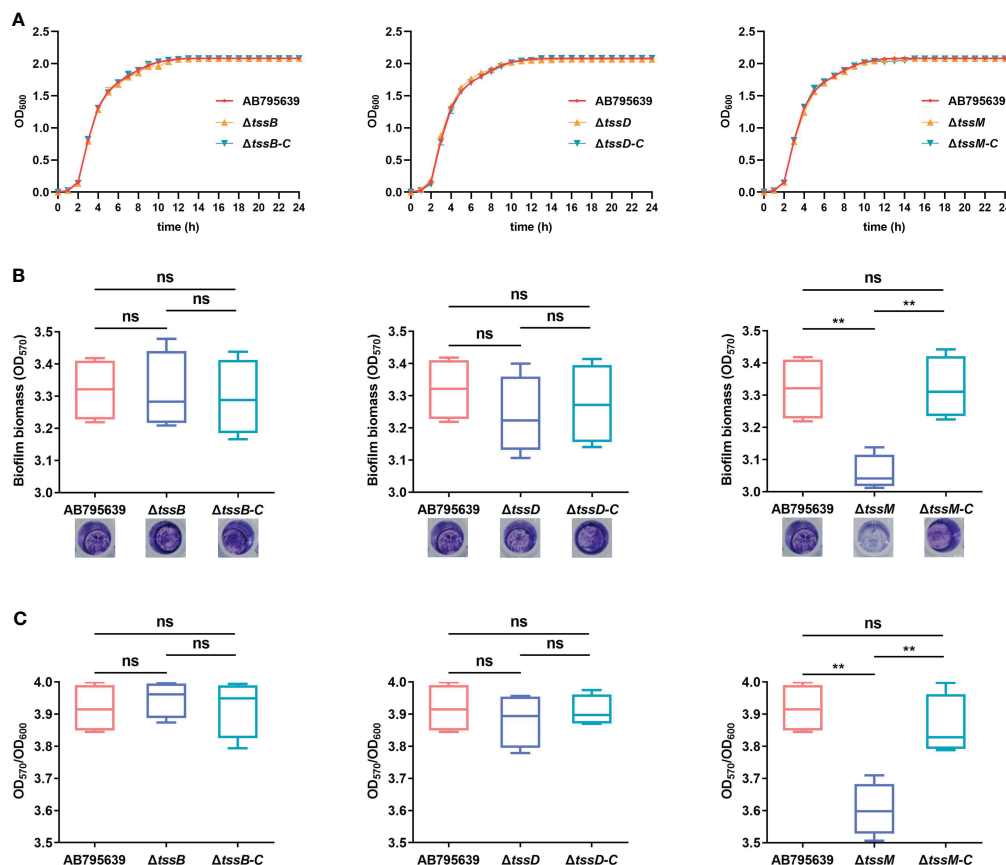 A
2.5
2.0
1.5
1.0
0.5
0.0
OD600
0 2 4 6 8 10 12 14 16 18 20 22 24
time (h)
AB795639
ΔtssB
ΔtssB-C
2.5
2.0
1.5
1.0
0.5
0.0
OD600
0 2 4 6 8 10 12 14 16 18 20 22 24
time (h)
AB795639
ΔtssD
ΔtssD-C
2.5
2.0
1.5
1.0
0.5
0.0
OD600
0 2 4 6 8 10 12 14 16 18 20 22 24
time (h)
AB795639
ΔtssM
ΔtssM-C
B
ns
ns
ns
3.5
3.4
3.3
3.2
3.1
3.0
Biofilm biomass (OD570)
AB795639 ΔtssB ΔtssB-C
ns
ns
ns
3.5
3.4
3.3
3.2
3.1
3.0
Biofilm biomass (OD570)
AB795639 ΔtssD ΔtssD-C
ns
**
**
3.5
3.4
3.3
3.2
3.1
3.0
Biofilm biomass (OD570)
AB795639 ΔtssM ΔtssM-C
C
ns
ns
ns
4.0
3.9
3.8
3.7
3.6
3.5
OD570/OD600
AB795639 ΔtssB ΔtssB-C
ns
ns
ns
4.0
3.9
3.8
3.7
3.6
3.5
OD570/OD600
AB795639 ΔtssD ΔtssD-C
ns
**
**
4.0
3.9
3.8
3.7
3.6
3.5
OD570/OD600
AB795639 ΔtssM ΔtssM-C